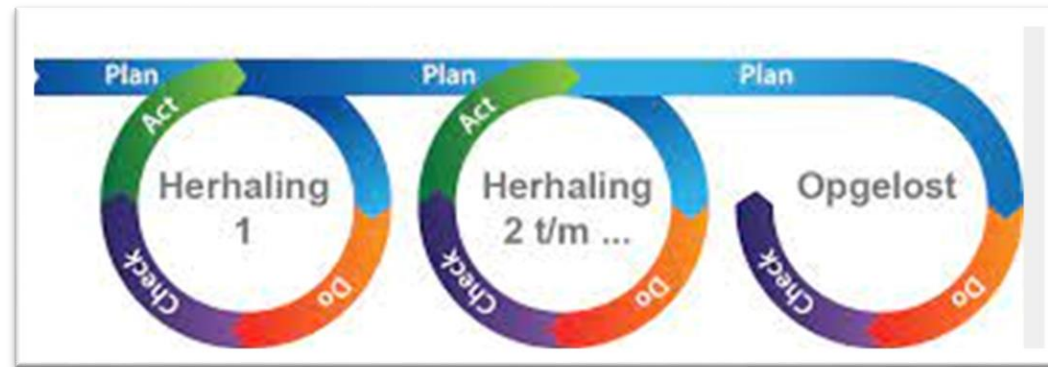 Plan
Act
Herhaling
1
Check
Do
Plan
Act
Herhaling
2 t/m ...
Check
Do
Plan
Opgelost
Check
Do